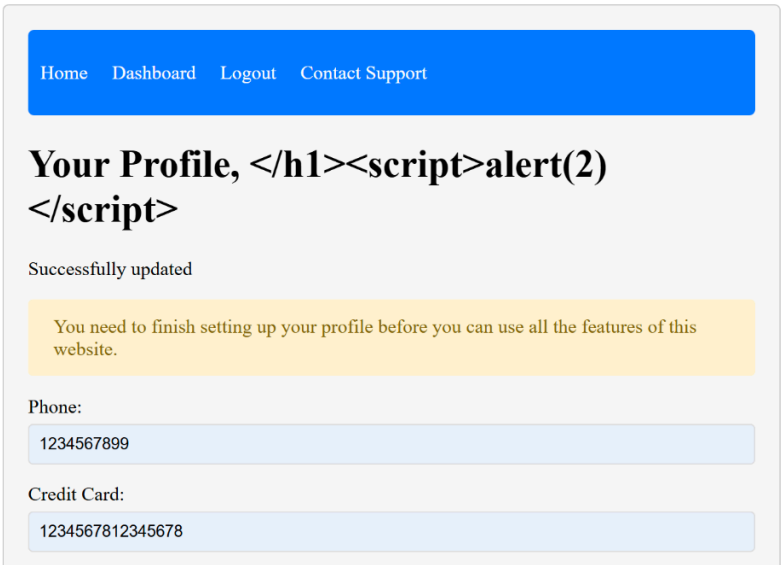 Home Dashboard Logout Contact Support
Your Profile, </h1><script>alert(2)
</script>
Successfully updated
You need to finish setting up your profile before you can use all the features of this
website.
Phone:
1234567899
Credit Card:
1234567812345678